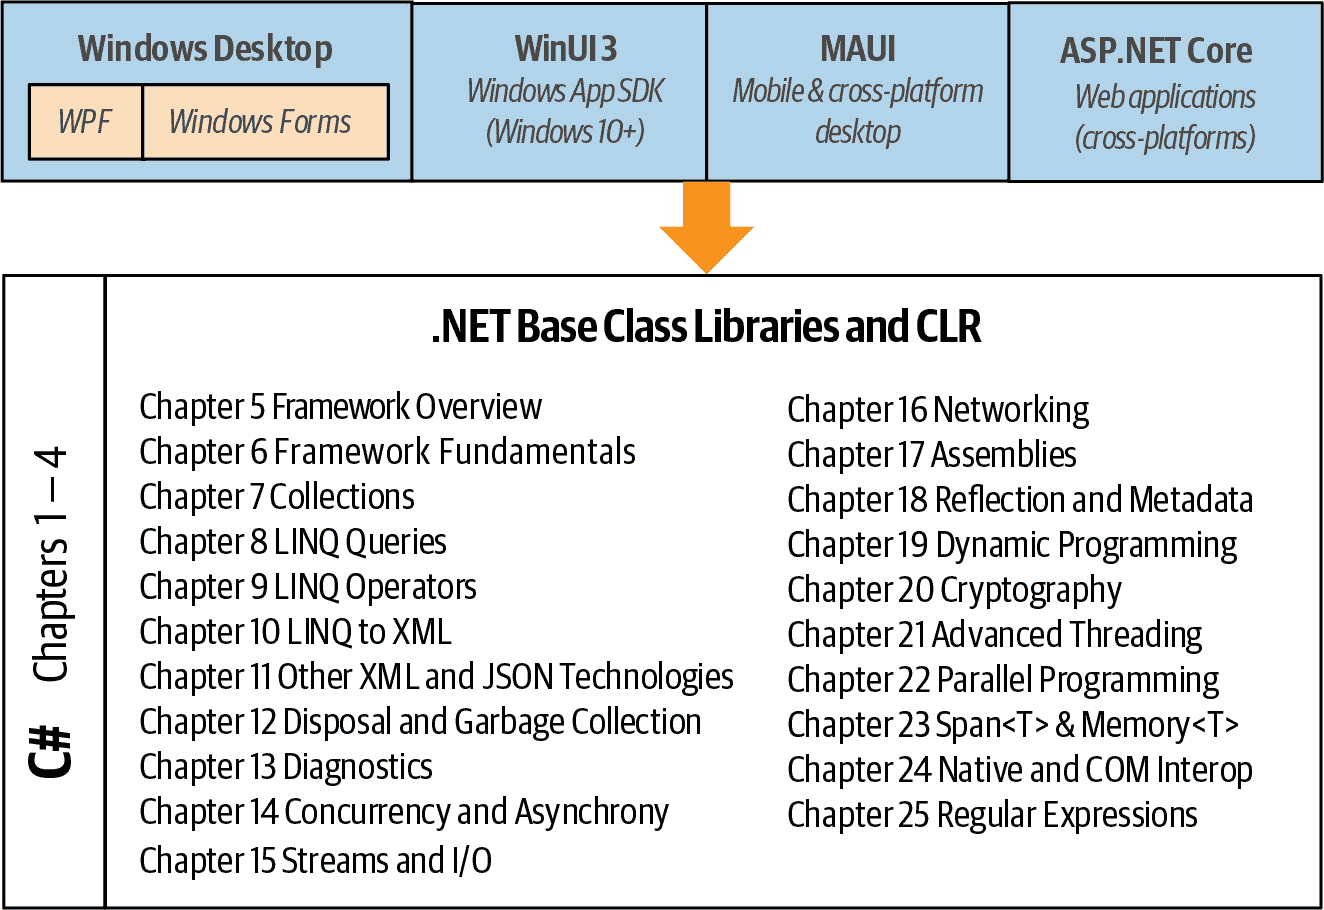 Windows Desktop
WPF
Windows Forms
WinUI 3
Windows App SDK
(Windows 10+)
MAUI
Mobile & cross-platform
desktop
ASP.NET Core
Web applications
(cross-platforms)
C# Chapters 1 – 4
.NET Base Class Libraries and CLR
Chapter 5 Framework Overview
Chapter 6 Framework Fundamentals
Chapter 7 Collections
Chapter 8 LINQ Queries
Chapter 9 LINQ Operators
Chapter 10 LINQ to XML
Chapter 11 Other XML and JSON Technologies
Chapter 12 Disposal and Garbage Collection
Chapter 13 Diagnostics
Chapter 14 Concurrency and Asynchrony
Chapter 15 Streams and I/O
Chapter 16 Networking
Chapter 17 Assemblies
Chapter 18 Reflection and Metadata
Chapter 19 Dynamic Programming
Chapter 20 Cryptography
Chapter 21 Advanced Threading
Chapter 22 Parallel Programming
Chapter 23 Span<T> & Memory<T>
Chapter 24 Native and COM Interop
Chapter 25 Regular Expressions